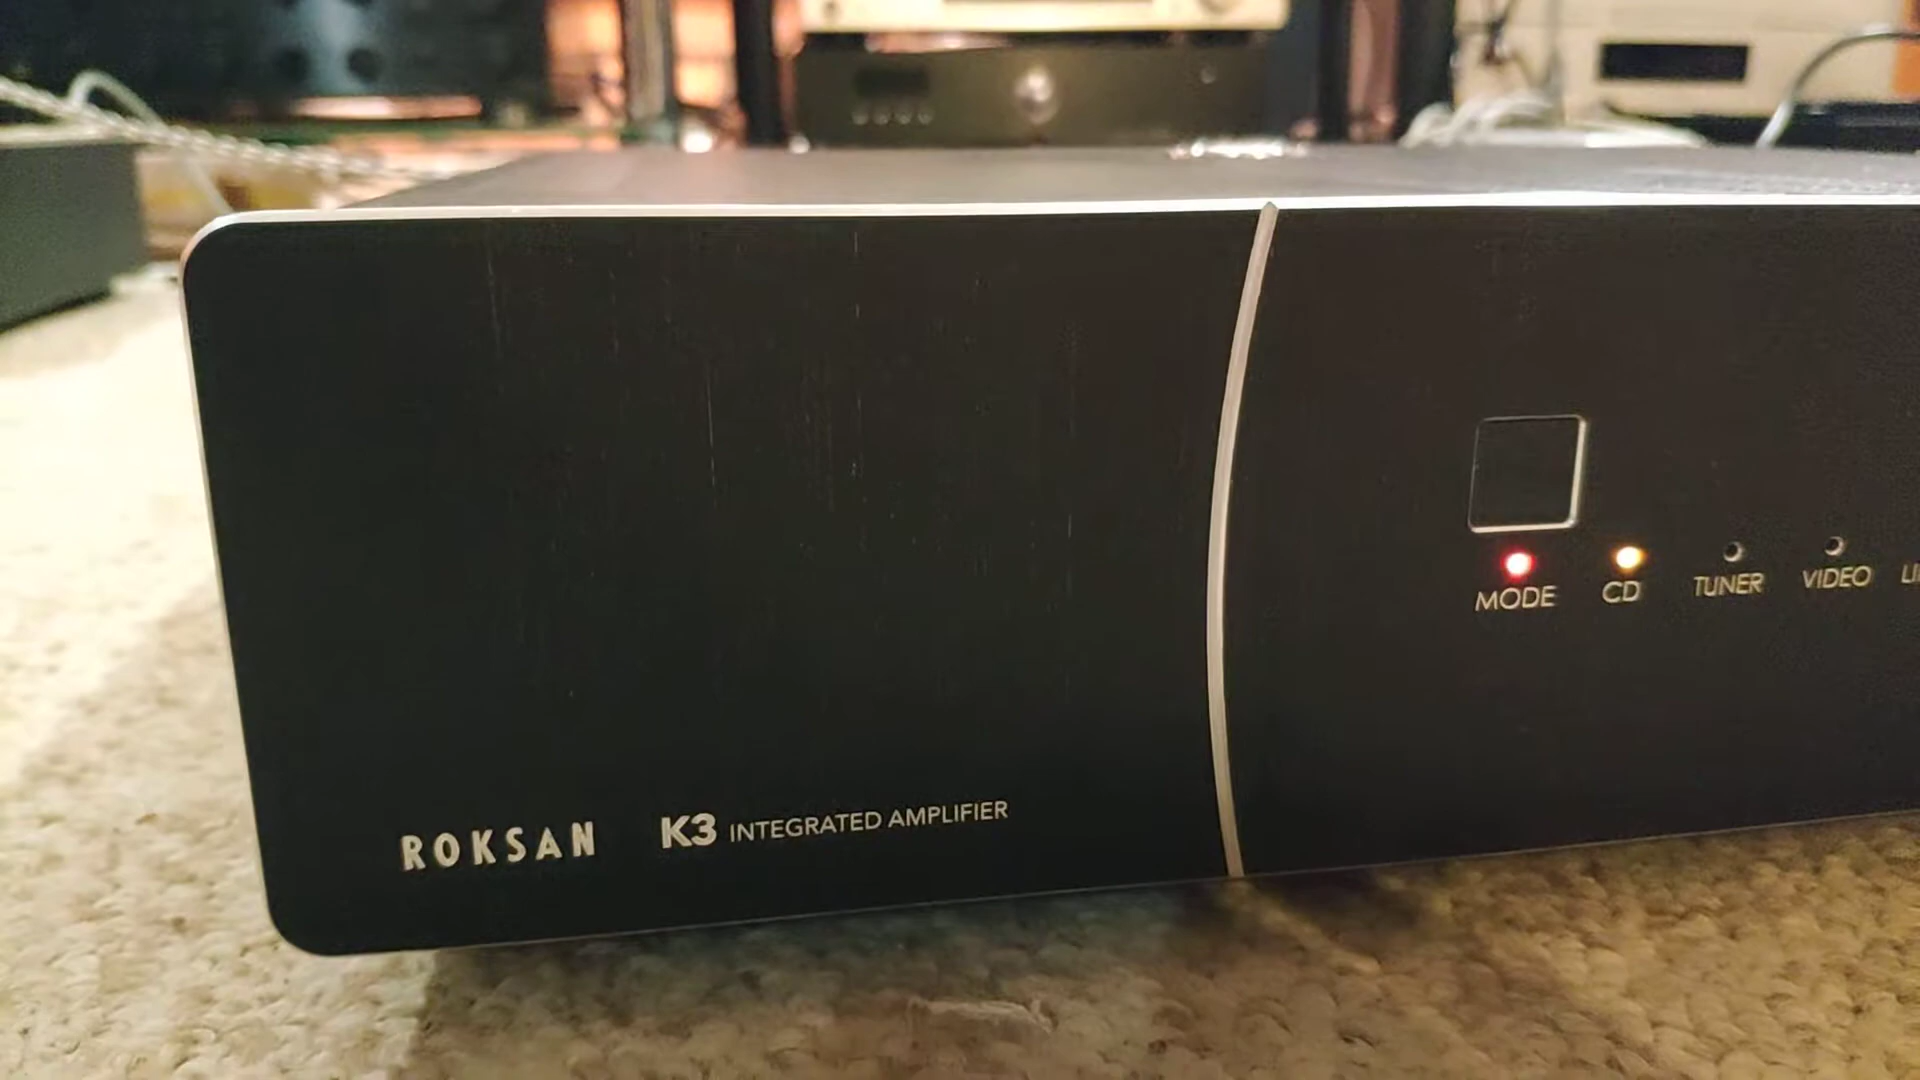 MODE CD TUNER VIDEO
ROKSAN K3 INTEGRATED AMPLIFIER